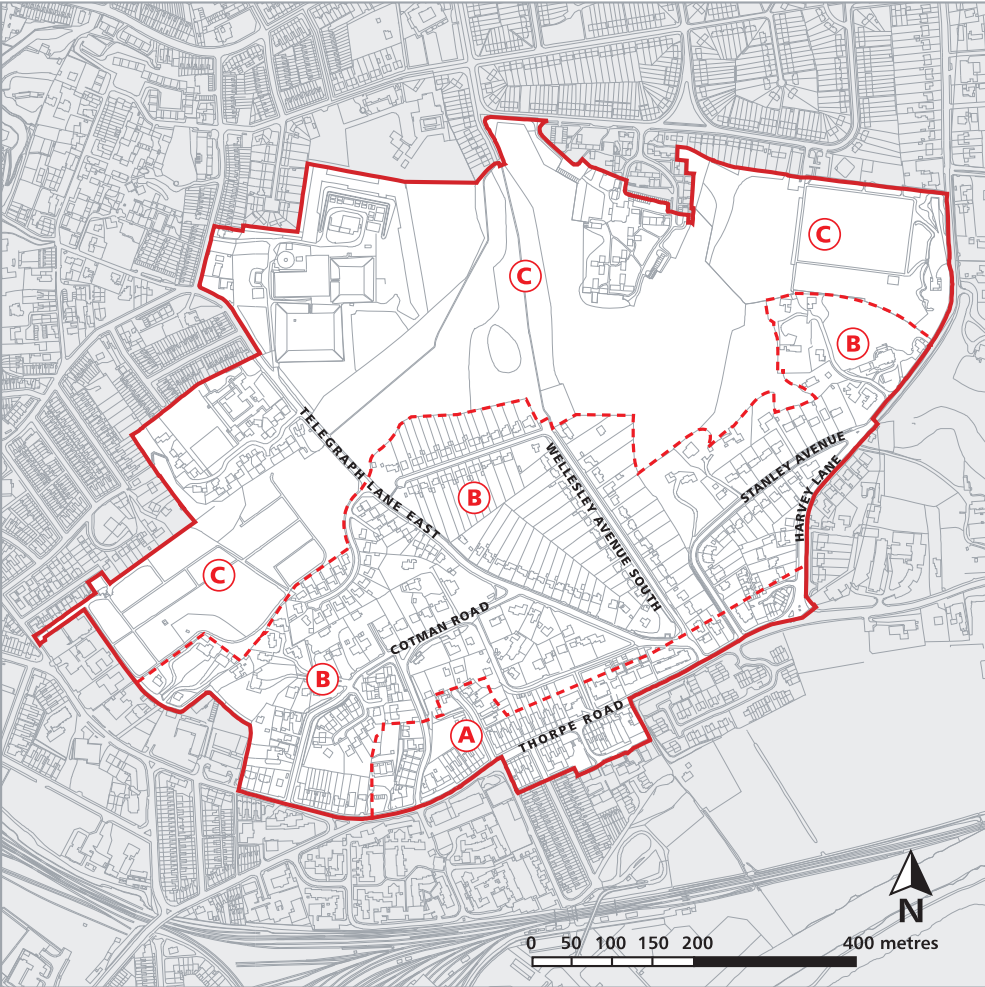 C
C
B
TELEGRAPH LANE EAST
WELLESLEY AVENUE SOUTH
STANLEY AVENUE
HARVEY LANE
B
C
COTMAN ROAD
B
A
THORPE ROAD
N
0 50 100 150 200 400 metres